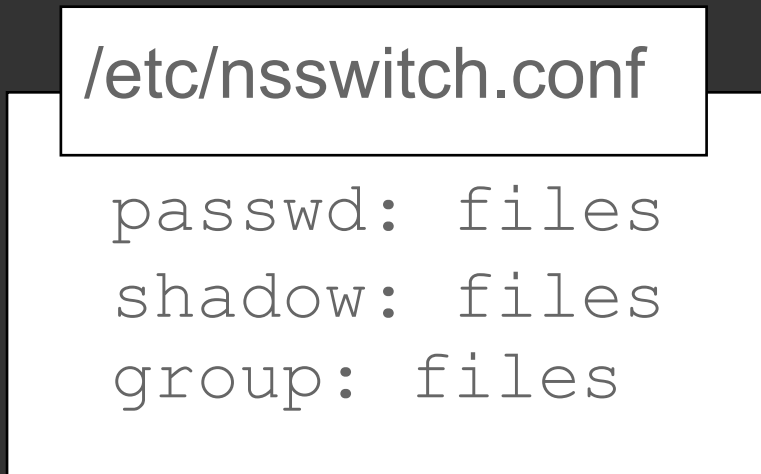 /etc/nsswitch.conf
passwd: files
shadow: files
group: files